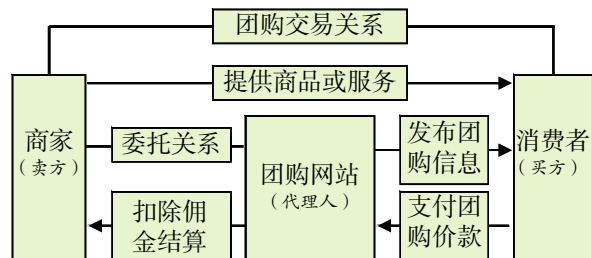 团购交易关系
提供商品或服务
商家
（卖方）
委托关系
扣除佣
金结算
团购网站
（代理人）
发布团
购信息
支付团
购价款
消费者
（买方）